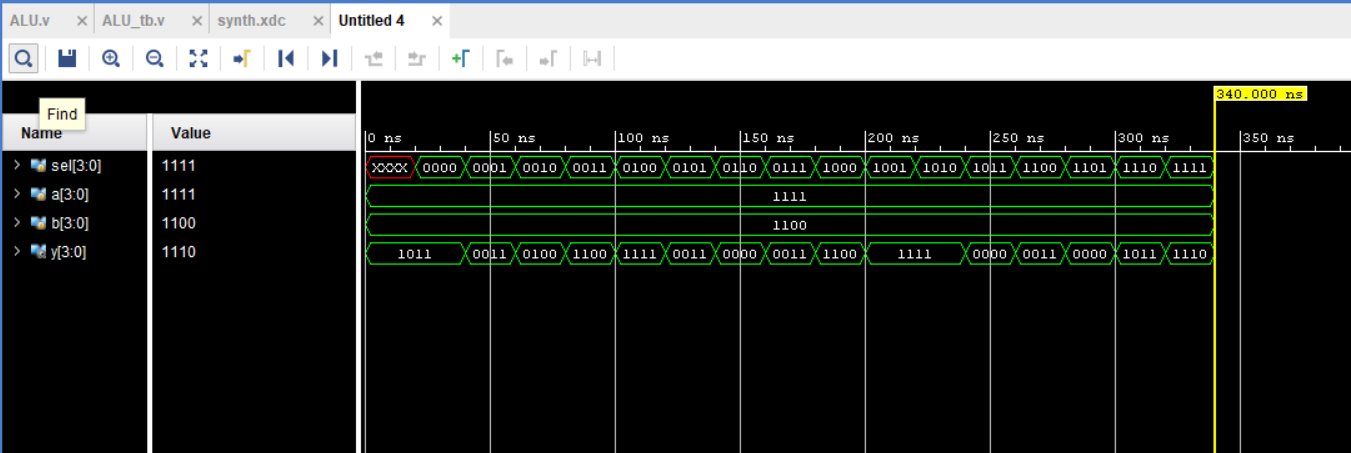 ALU.v × ALU_tb.v × synth.xdc × Untitled 4 ×
Find
340.000 ns
Name Value
0 ns 50 ns 100 ns 150 ns 200 ns 250 ns 300 ns 350 ns
sel[3:0] 1111 XXXX 0000 0001 0010 0011 0100 0101 0110 0111 1000 1001 1010 1011 1100 1101 1110 1111
a[3:0] 1111 1111
b[3:0] 1100 1100
y[3:0] 1110 1011 0011 0100 1100 1111 0011 0000 0011 1100 1111 0000 0011 0000 1011 1110